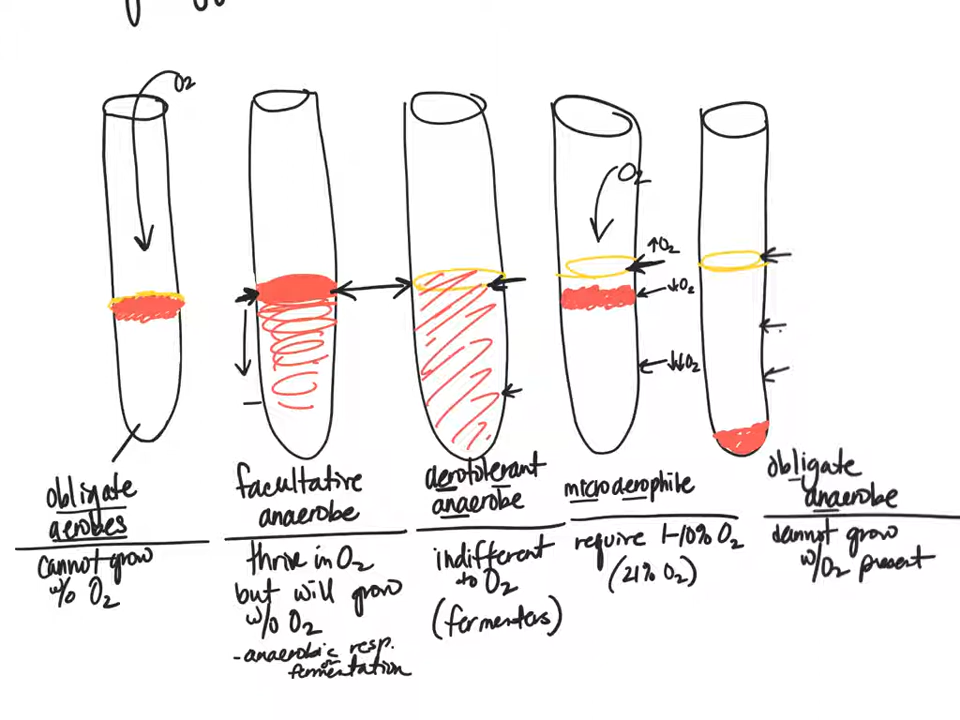 O2
O2
↑O2
↓O2
↓↓O2
obligate
aerobes
cannot grow
w/o O2
facultative
anaerobe
thrive in O2
but will grow
w/o O2
-anaerobic resp.
or
fermentation
aerotolerant
anaerobe
indifferent
to O2
(fermenters)
microaerophile
require 1-10% O2
(21% O2)
obligate
anaerobe
cannot grow
w/O2 present